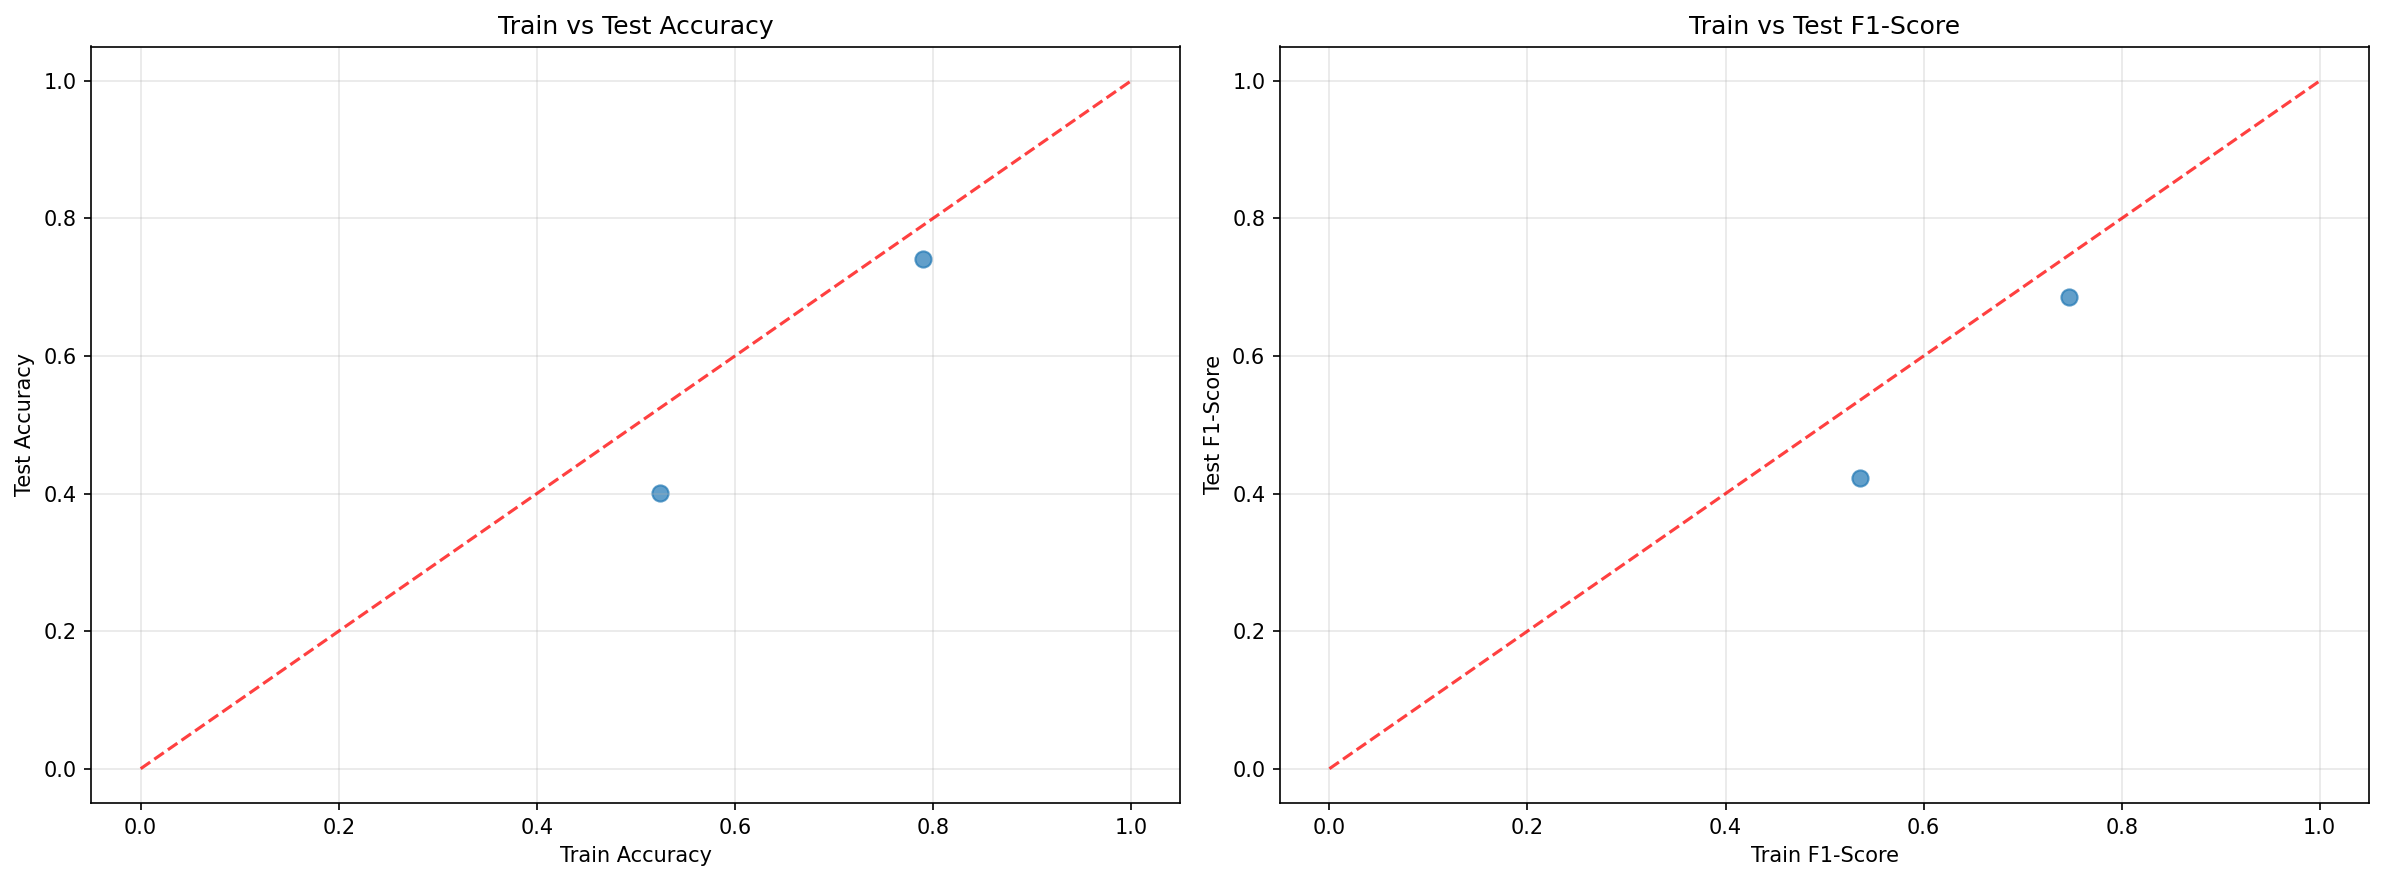 Train vs Test Accuracy
1.0
0.8
0.6
0.4
0.2
0.0
Test Accuracy
0.0 0.2 0.4 0.6 0.8 1.0
Train Accuracy
Train vs Test F1-Score
1.0
0.8
0.6
0.4
0.2
0.0
Test F1-Score
0.0 0.2 0.4 0.6 0.8 1.0
Train F1-Score